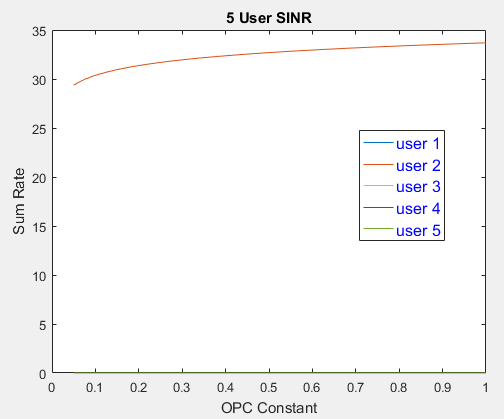 5 User SINR
Sum Rate
35
30
25
20
15
10
5
0
user 1
user 2
user 3
user 4
user 5
0 0.1 0.2 0.3 0.4 0.5 0.6 0.7 0.8 0.9 1
OPC Constant